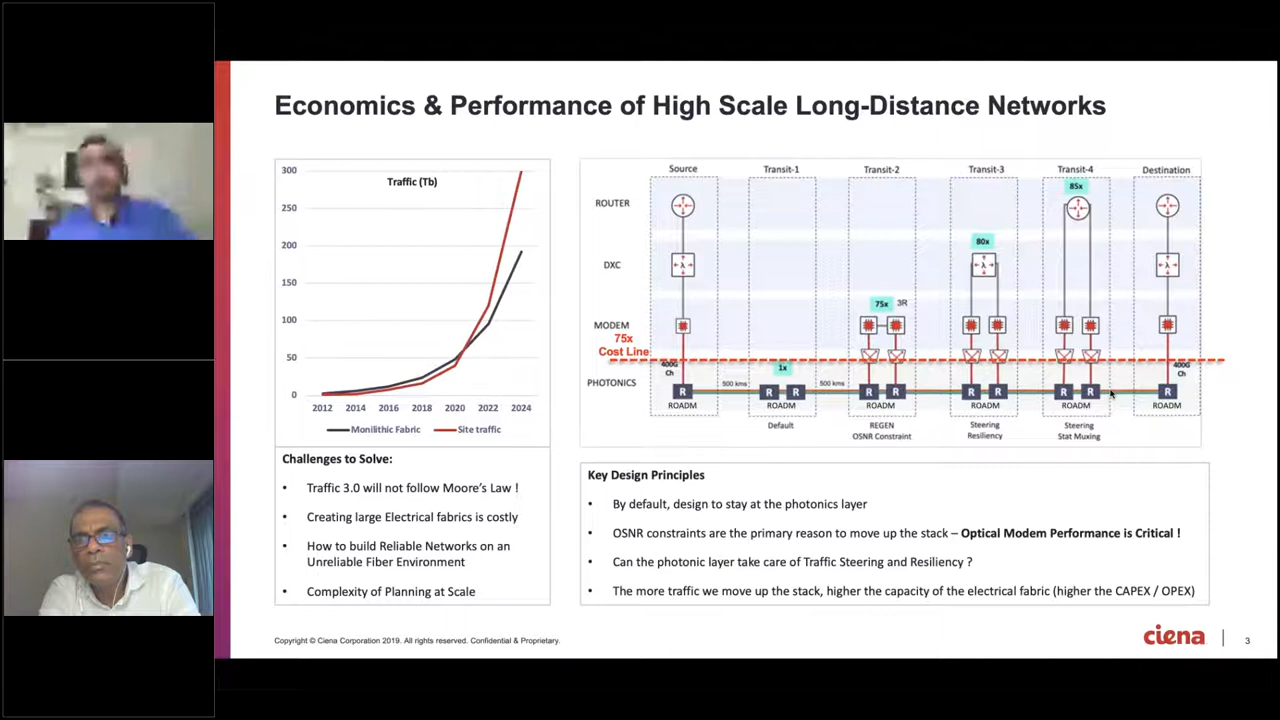 Economics & Performance of High Scale Long-Distance Networks
Traffic (Tb)
300
250
200
150
100
50
0
2012 2014 2016 2018 2020 2022 2024
Monilithic Fabric Site traffic
Source Transit-1 Transit-2 Transit-3 Transit-4 Destination
85x
ROUTER
80x
DXC
75x 3R
MODEM
75x
Cost Line
400G
Ch
1x
400G
Ch
PHOTONICS
500 kms 500 kms
R R R R R R R R R R
ROADM ROADM ROADM ROADM ROADM ROADM
Default
REGEN
OSNR Constraint
Steering
Resiliency
Steering
Stat Muxing
Challenges to Solve:
• Traffic 3.0 will not follow Moore's Law !
• Creating large Electrical fabrics is costly
• How to build Reliable Networks on an
Unreliable Fiber Environment
• Complexity of Planning at Scale
Key Design Principles
• By default, design to stay at the photonics layer
• OSNR constraints are the primary reason to move up the stack – Optical Modem Performance is Critical !
• Can the photonic layer take care of Traffic Steering and Resiliency ?
• The more traffic we move up the stack, higher the capacity of the electrical fabric (higher the CAPEX / OPEX)
Copyright © Ciena Corporation 2019. All rights reserved. Confidential & Proprietary.
ciena
3